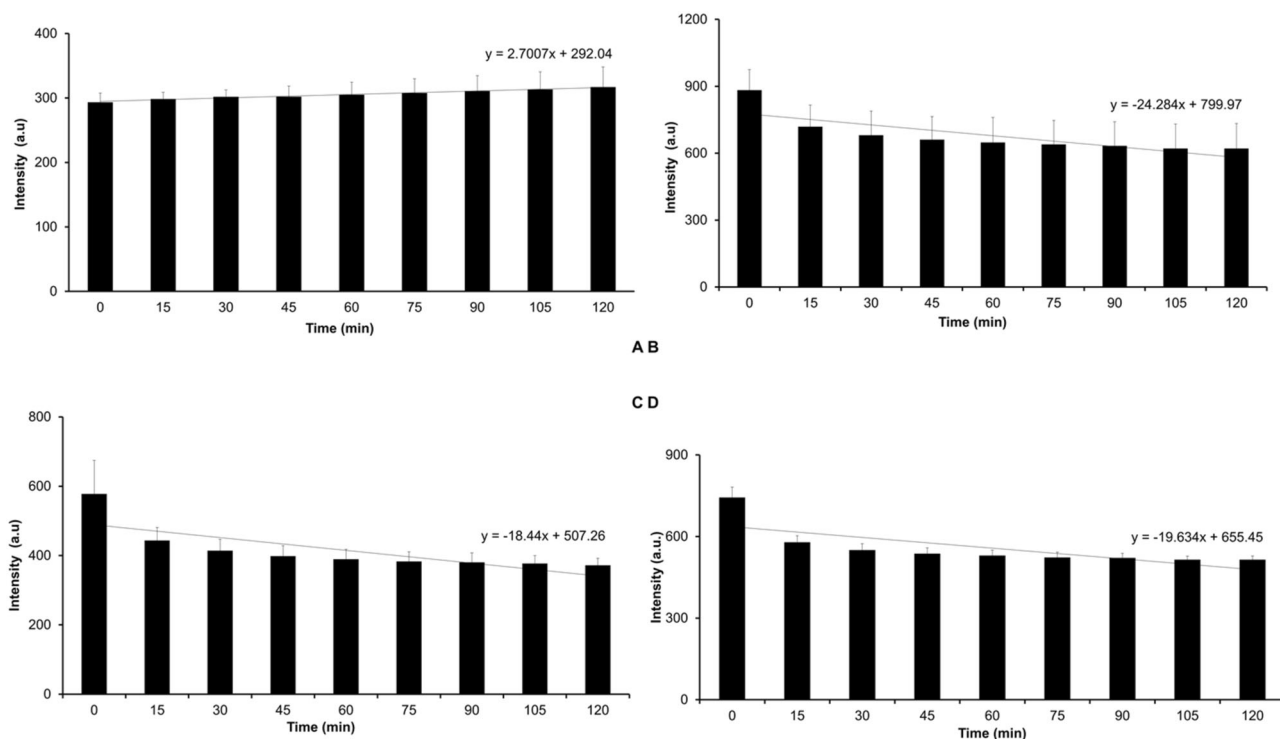 400
300
200
100
0
Intensity (a.u)
y = 2.7007x + 292.04
0 15 30 45 60 75 90 105 120
Time (min)
1200
900
600
300
0
Intensity (a.u)
y = -24.284x + 799.97
0 15 30 45 60 75 90 105 120
Time (min)
A B
C D
800
600
400
200
0
Intensity (a.u)
y = -18.44x + 507.26
0 15 30 45 60 75 90 105 120
Time (min)
900
600
300
0
Intensity (a.u.)
y = -19.634x + 655.45
0 15 30 45 60 75 90 105 120
Time (min)